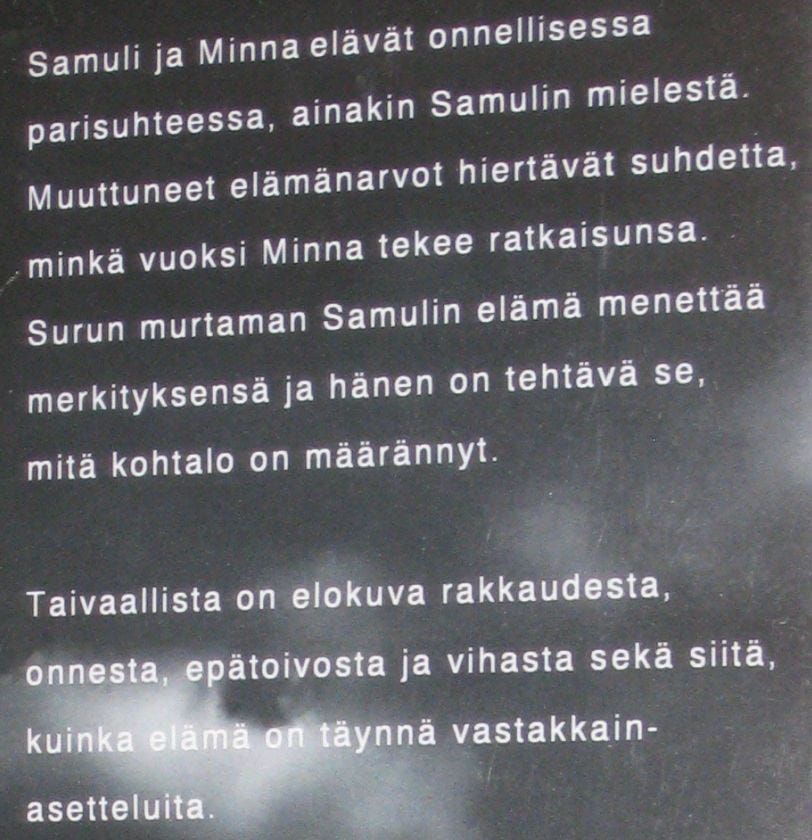 Samuli ja Minna elävät onnellisessa
parisuhteessa, ainakin Samulin mielestä.
Muuttuneet elämänarvot hiertävät suhdetta,
minkä vuoksi Minna tekee ratkaisunsa.
Surun murtaman Samulin elämä menettää
merkityksensä ja hänen on tehtävä se,
mitä kohtalo on määrännyt.
Taivaallista on elokuva rakkaudesta,
onnesta, epätoivosta ja vihasta sekä siitä,
kuinka elämä on täynnä vastakkain-
asetteluita.